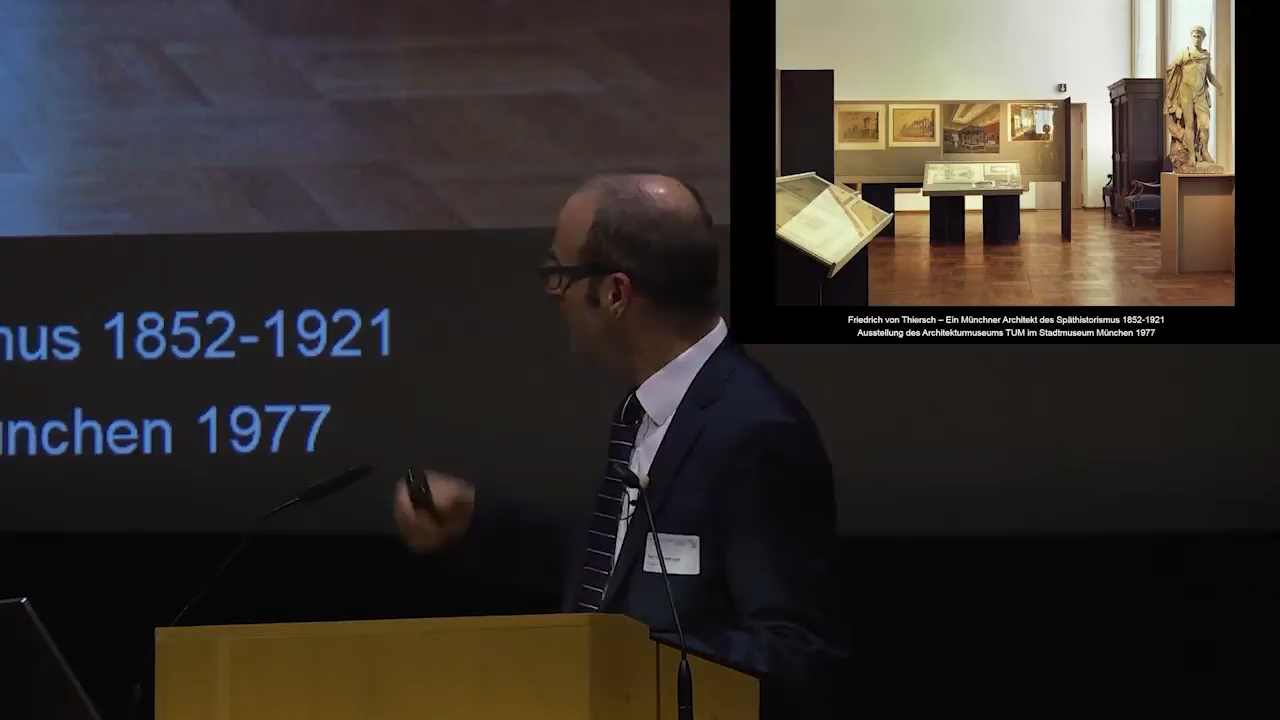 nus 1852-1921
ünchen 1977
Friedrich von Thiersch – Ein Münchner Architekt des Späthistorismus 1852-1921
Ausstellung des Architekturmuseums TUM im Stadtmuseum München 1977